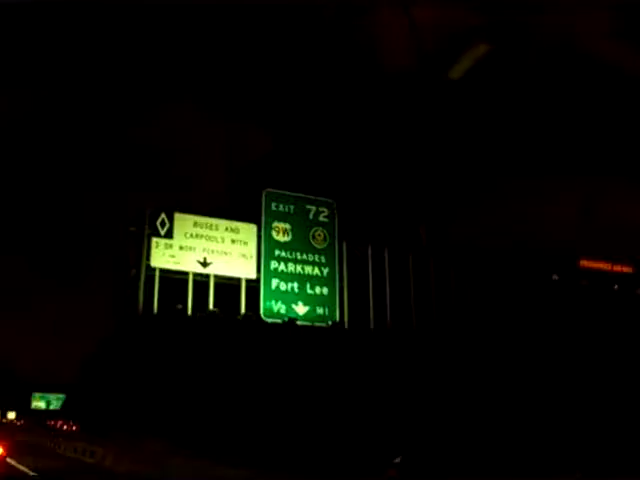 BUSES AND
CARPOOLS WITH
3 OR MORE PERSONS ONLY
EXIT 72
9W
PALISADES
PARKWAY
Fort Lee
1/2 MI